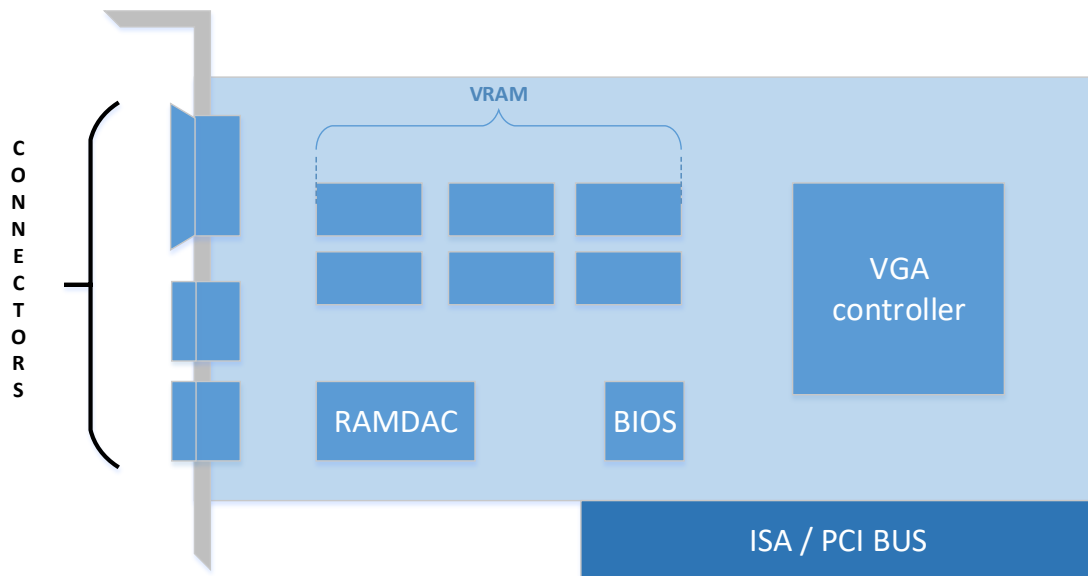 VRAM
CONNECTORS
VGA
controller
RAMDAC
BIOS
ISA / PCI BUS